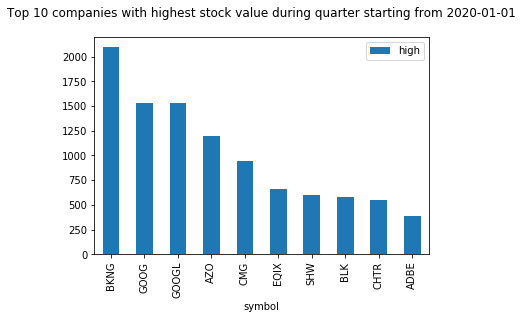 Top 10 companies with highest stock value during quarter starting from 2020-01-01
high
2000
1750
1500
1250
1000
750
500
250
0
BKNG
GOOG
GOOGL
AZO
CMG
EQIX
SHW
BLK
CHTR
ADBE
symbol